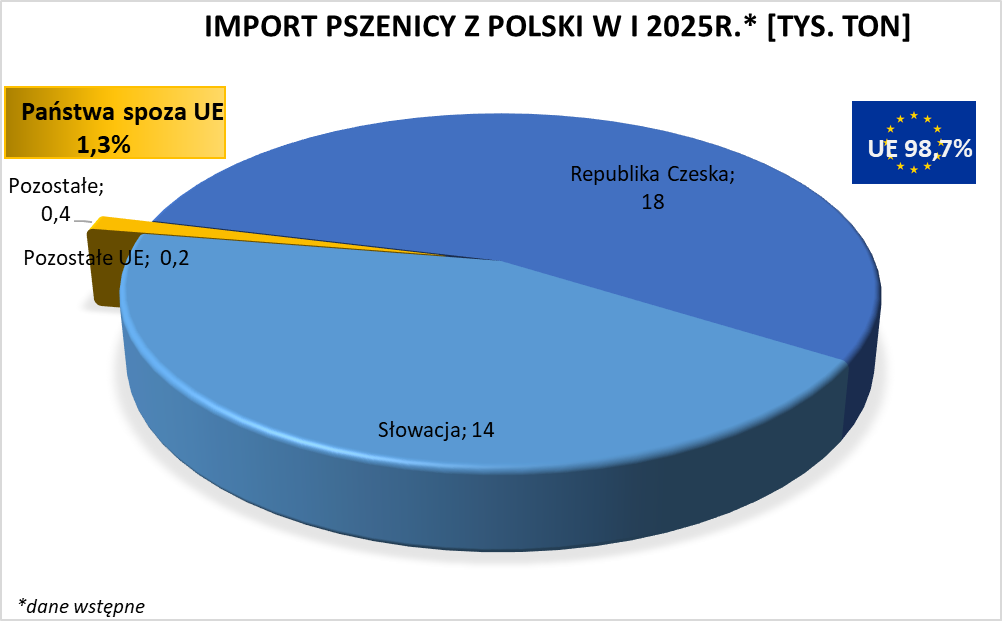 IMPORT PSZENICY Z POLSKI W I 2025R.* [TYS. TON]
Państwa spoza UE
1,3%
UE 98,7%
Republika Czeska;
18
Pozostałe;
0,4
Pozostałe UE; 0,2
Słowacja; 14
*dane wstępne